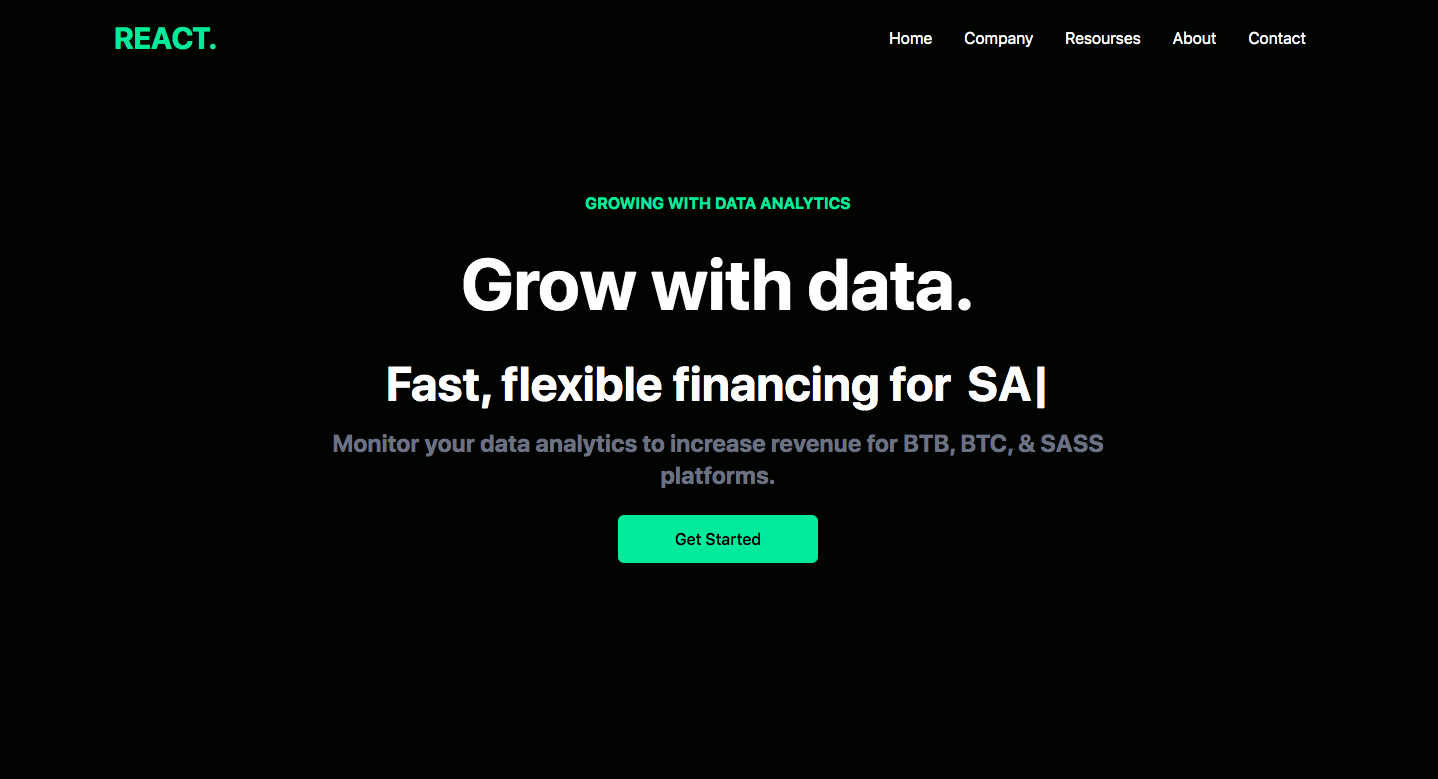 REACT.
Home Company Resourses About Contact
GROWING WITH DATA ANALYTICS
Grow with data.
Fast, flexible financing for SA|
Monitor your data analytics to increase revenue for BTB, BTC, & SASS
platforms.
Get Started